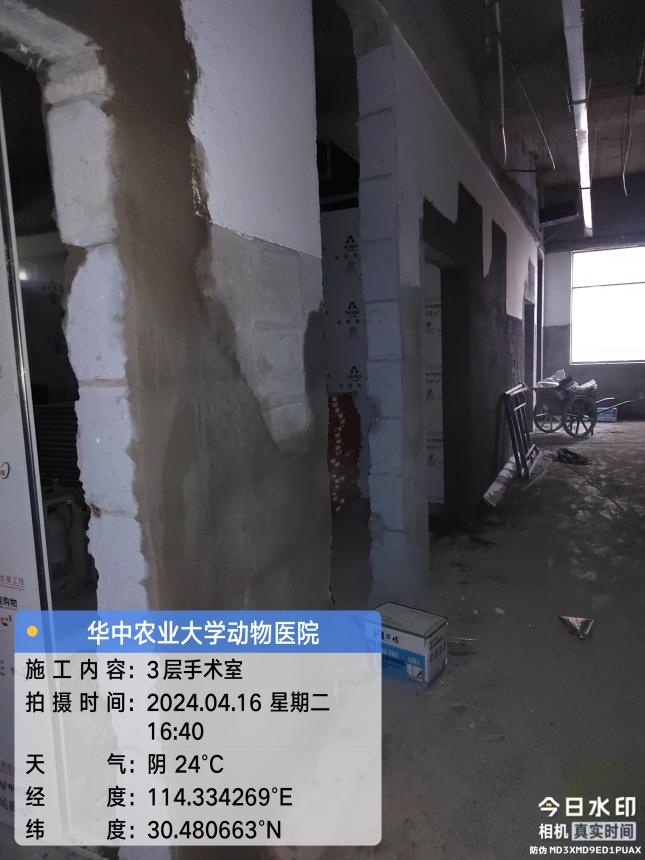 华中农业大学动物医院
施工内容：3层手术室
拍摄时间：2024.04.16 星期二
16:40
天气：阴 24℃
经度：114.334269°E
纬度：30.480663°N
今日水印
相机 真实时间
防伪 MD3XMD9ED1PUAX